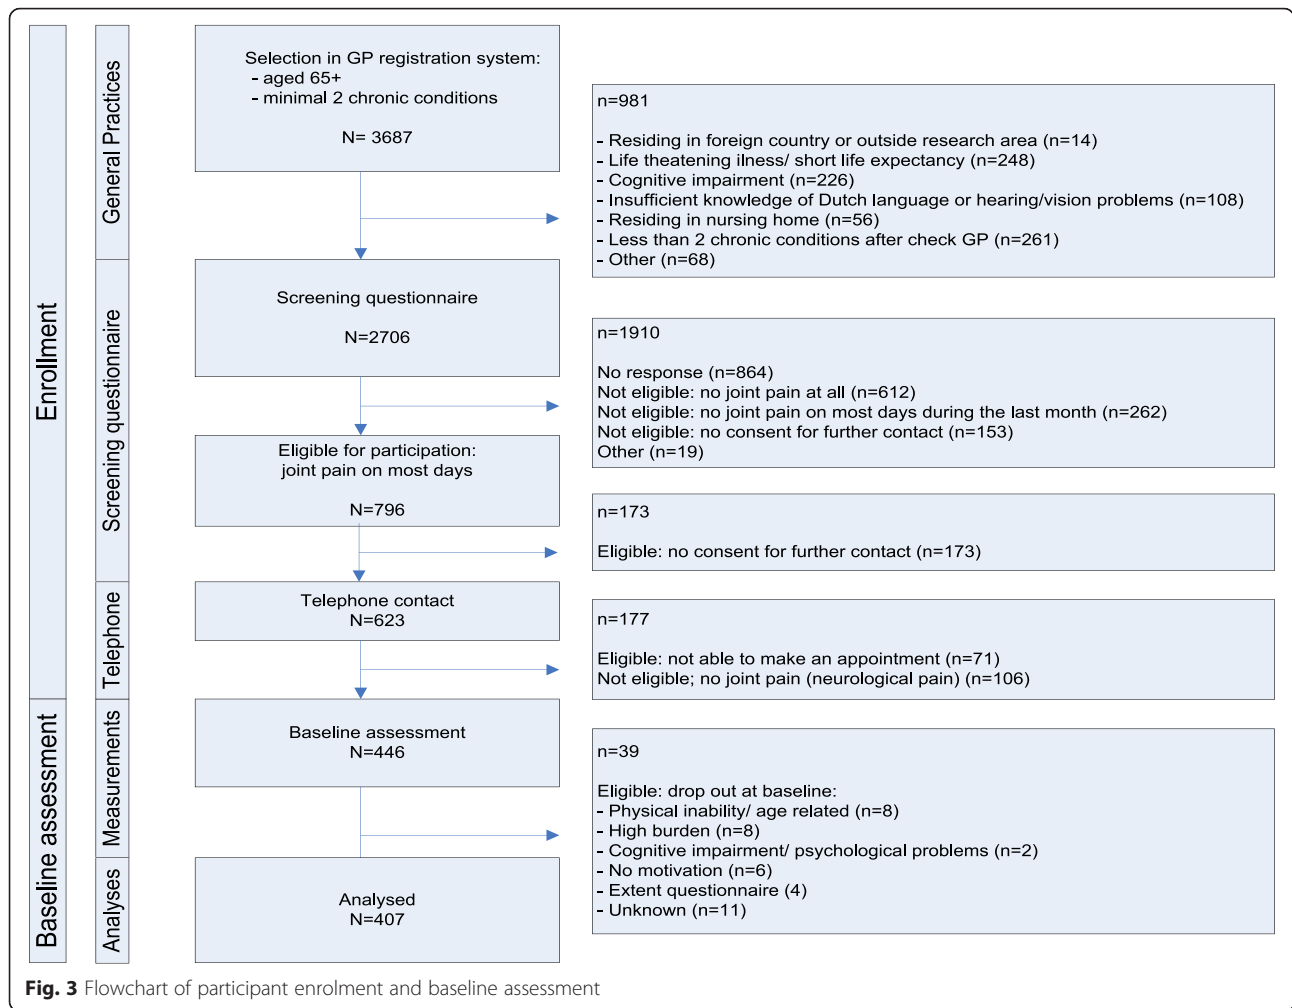 Enrollment
Baseline assessment
General Practices
Screening questionnaire
Telephone
Measurements
Analyses
Selection in GP registration system:
- aged 65+
- minimal 2 chronic conditions
N= 3687
n=981
- Residing in foreign country or outside research area (n=14)
- Life theatening ilness/ short life expectancy (n=248)
- Cognitive impairment (n=226)
- Insufficient knowledge of Dutch language or hearing/vision problems (n=108)
- Residing in nursing home (n=56)
- Less than 2 chronic conditions after check GP (n=261)
- Other (n=68)
Screening questionnaire
N=2706
n=1910
No response (n=864)
Not eligible: no joint pain at all (n=612)
Not eligible: no joint pain on most days during the last month (n=262)
Not eligible: no consent for further contact (n=153)
Other (n=19)
Eligible for participation:
joint pain on most days
N=796
n=173
Eligible: no consent for further contact (n=173)
Telephone contact
N=623
n=177
Eligible: not able to make an appointment (n=71)
Not eligible; no joint pain (neurological pain) (n=106)
Baseline assessment
N=446
n=39
Eligible: drop out at baseline:
- Physical inability/ age related (n=8)
- High burden (n=8)
- Cognitive impairment/ psychological problems (n=2)
- No motivation (n=6)
- Extent questionnaire (4)
- Unknown (n=11)
Analysed
N=407
Fig. 3 Flowchart of participant enrolment and baseline assessment